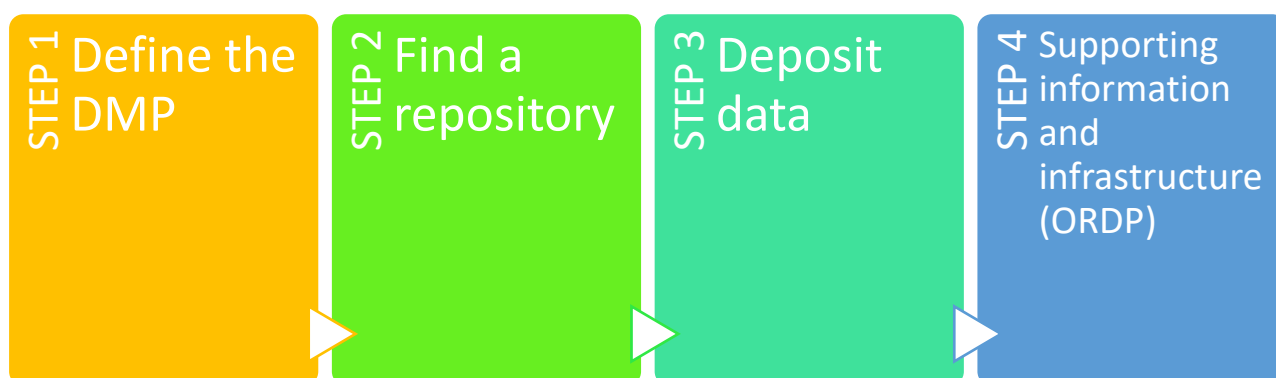 STEP 1
Define the
DMP
STEP 2
Find a
repository
STEP 3
Deposit
data
STEP 4
Supporting
information
and
infrastructure
(ORDP)